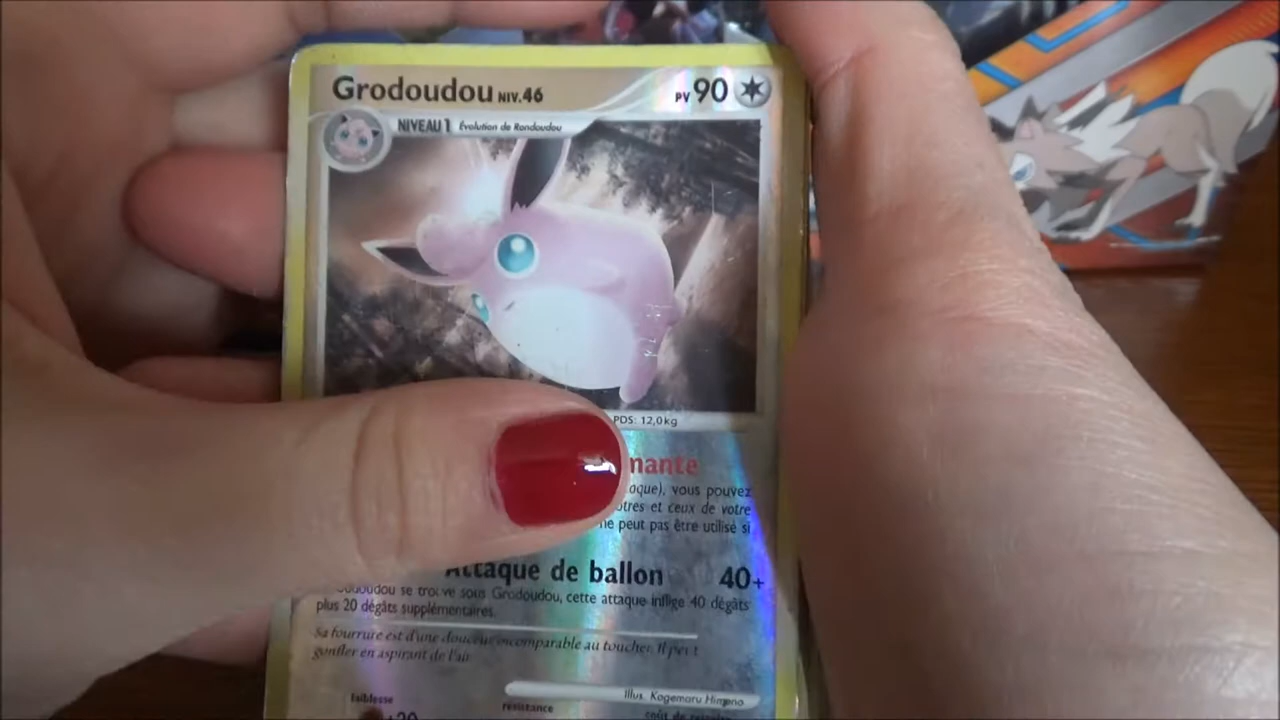 Grodoudou NIV.46 PV 90
NIVEAU 1 Évolution de Rondoudou
PDS: 12,0 kg
mante
aque), vous pouvez
otres et ceux de votre
ne peut pas être utilisé si
Attaque de ballon 40+
se trouve sous Grodoudou, cette attaque inflige 40 dégâts
plus 20 dégâts supplémentaires.
Sa fourrure est d'une douceur incomparable au toucher. Il peut
gonfler en aspirant de l'air.
Illus. Kagemaru Himeno
faiblesse résistance coût de retraite
+20